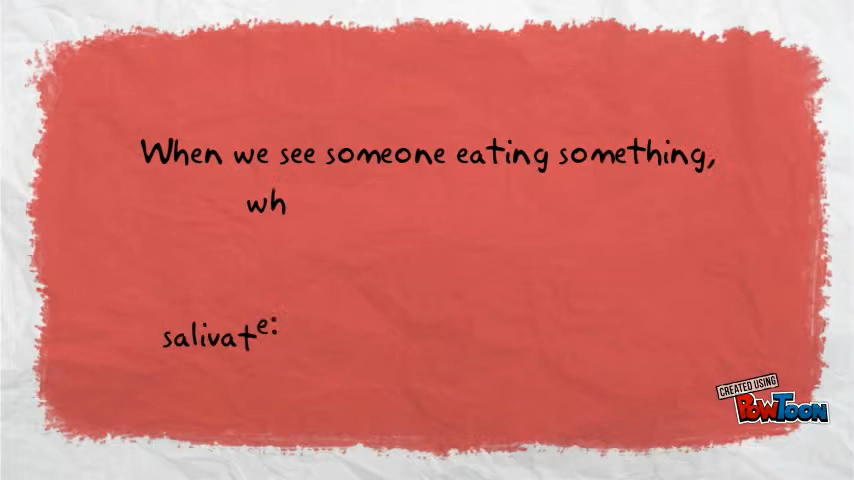 When we see someone eating something,
wh
salivate:
CREATED USING
POWTOON